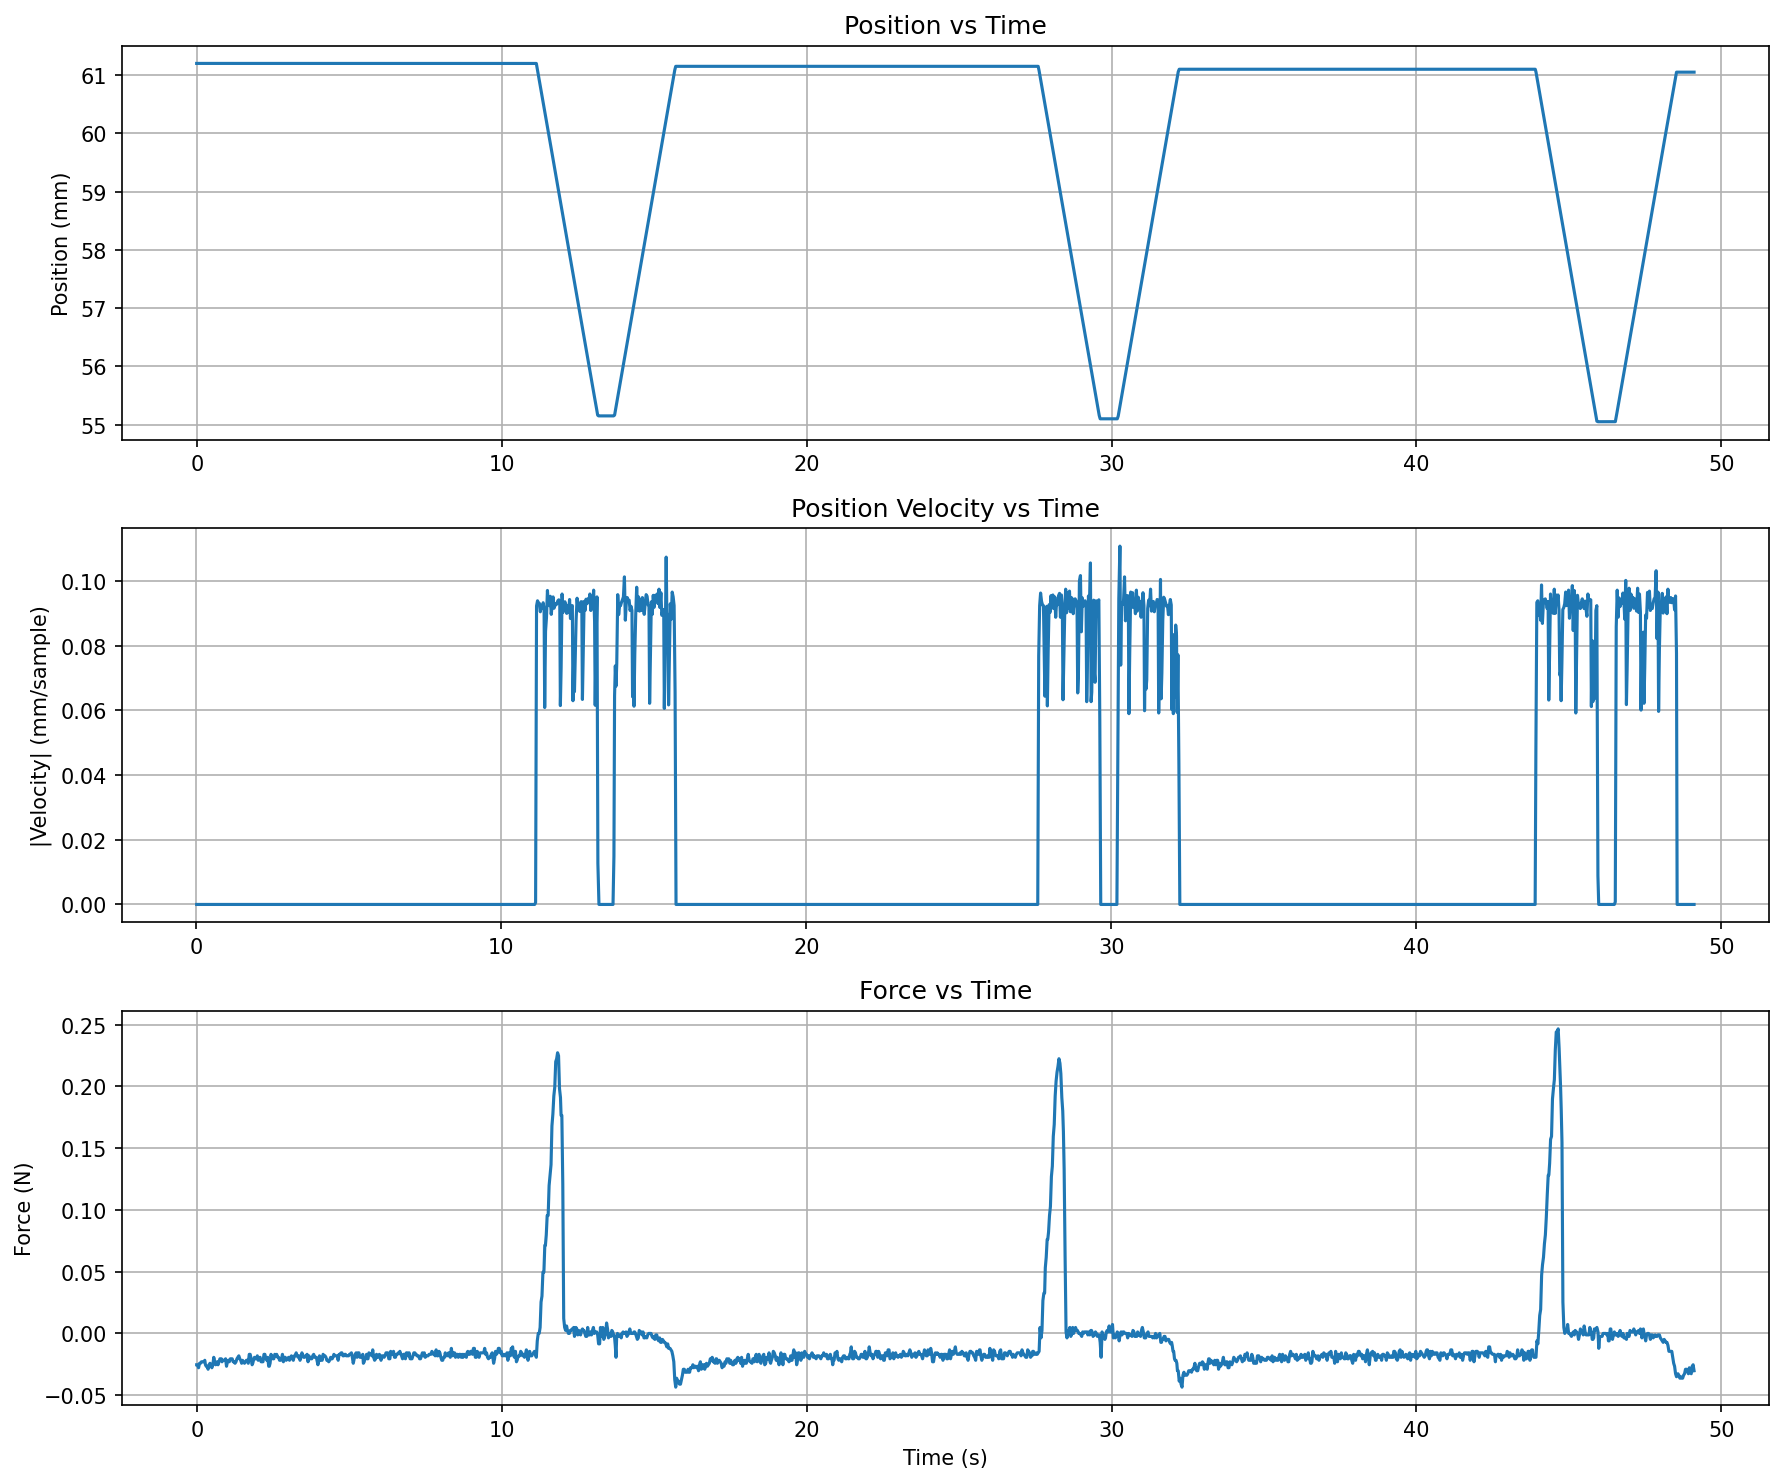 Position vs Time
Position (mm)
61
60
59
58
57
56
55
0 10 20 30 40 50
Position Velocity vs Time
|Velocity| (mm/sample)
0.10
0.08
0.06
0.04
0.02
0.00
0 10 20 30 40 50
Force vs Time
Force (N)
0.25
0.20
0.15
0.10
0.05
0.00
−0.05
0 10 20 30 40 50
Time (s)